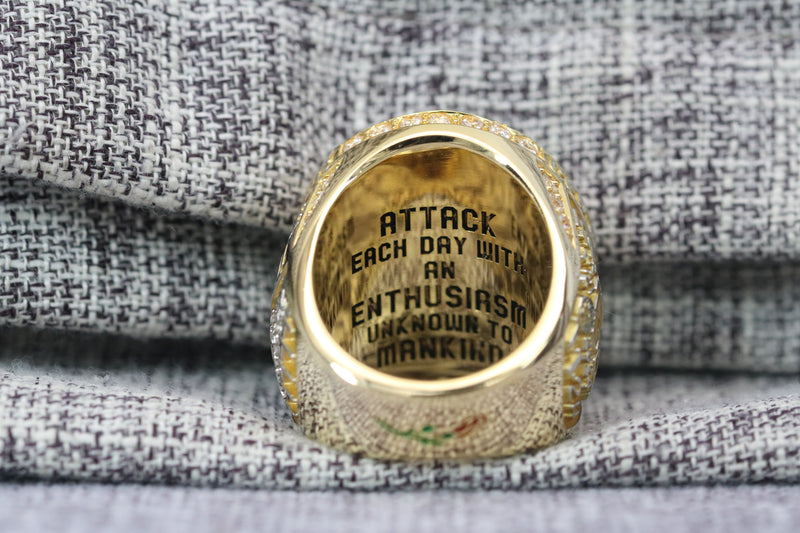 ATTACK
EACH DAY WITH
AN
ENTHUSIASM
UNKNOWN TO
MANKIND